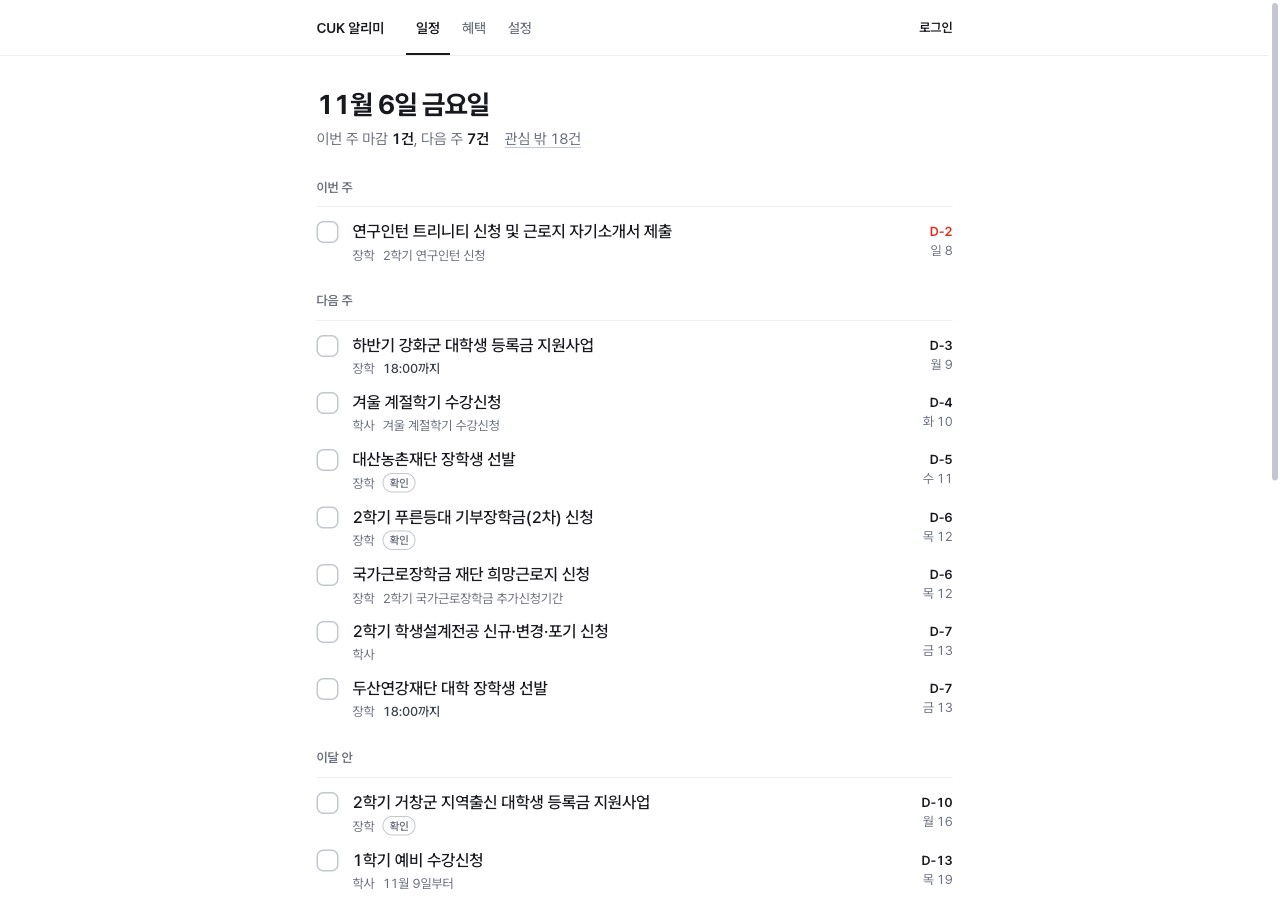 CUK 알리미 일정 혜택 설정 로그인
11월 6일 금요일
이번 주 마감 1건, 다음 주 7건 관심 밖 18건
이번 주
연구인턴 트리니티 신청 및 근로지 자기소개서 제출 D-2
장학 2학기 연구인턴 신청 일 8
다음 주
하반기 강화군 대학생 등록금 지원사업 D-3
장학 18:00까지 월 9
겨울 계절학기 수강신청 D-4
학사 겨울 계절학기 수강신청 화 10
대산농촌재단 장학생 선발 D-5
장학 확인 수 11
2학기 푸른등대 기부장학금(2차) 신청 D-6
장학 확인 목 12
국가근로장학금 재단 희망근로지 신청 D-6
장학 2학기 국가근로장학금 추가신청기간 목 12
2학기 학생설계전공 신규·변경·포기 신청 D-7
학사 금 13
두산연강재단 대학 장학생 선발 D-7
장학 18:00까지 금 13
이달 안
2학기 거창군 지역출신 대학생 등록금 지원사업 D-10
장학 확인 월 16
1학기 예비 수강신청 D-13
학사 11월 9일부터 목 19